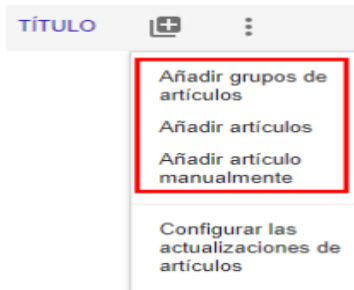 TÍTULO
Añadir grupos de
artículos
Añadir artículos
Añadir artículo
manualmente
Configurar las
actualizaciones de
artículos